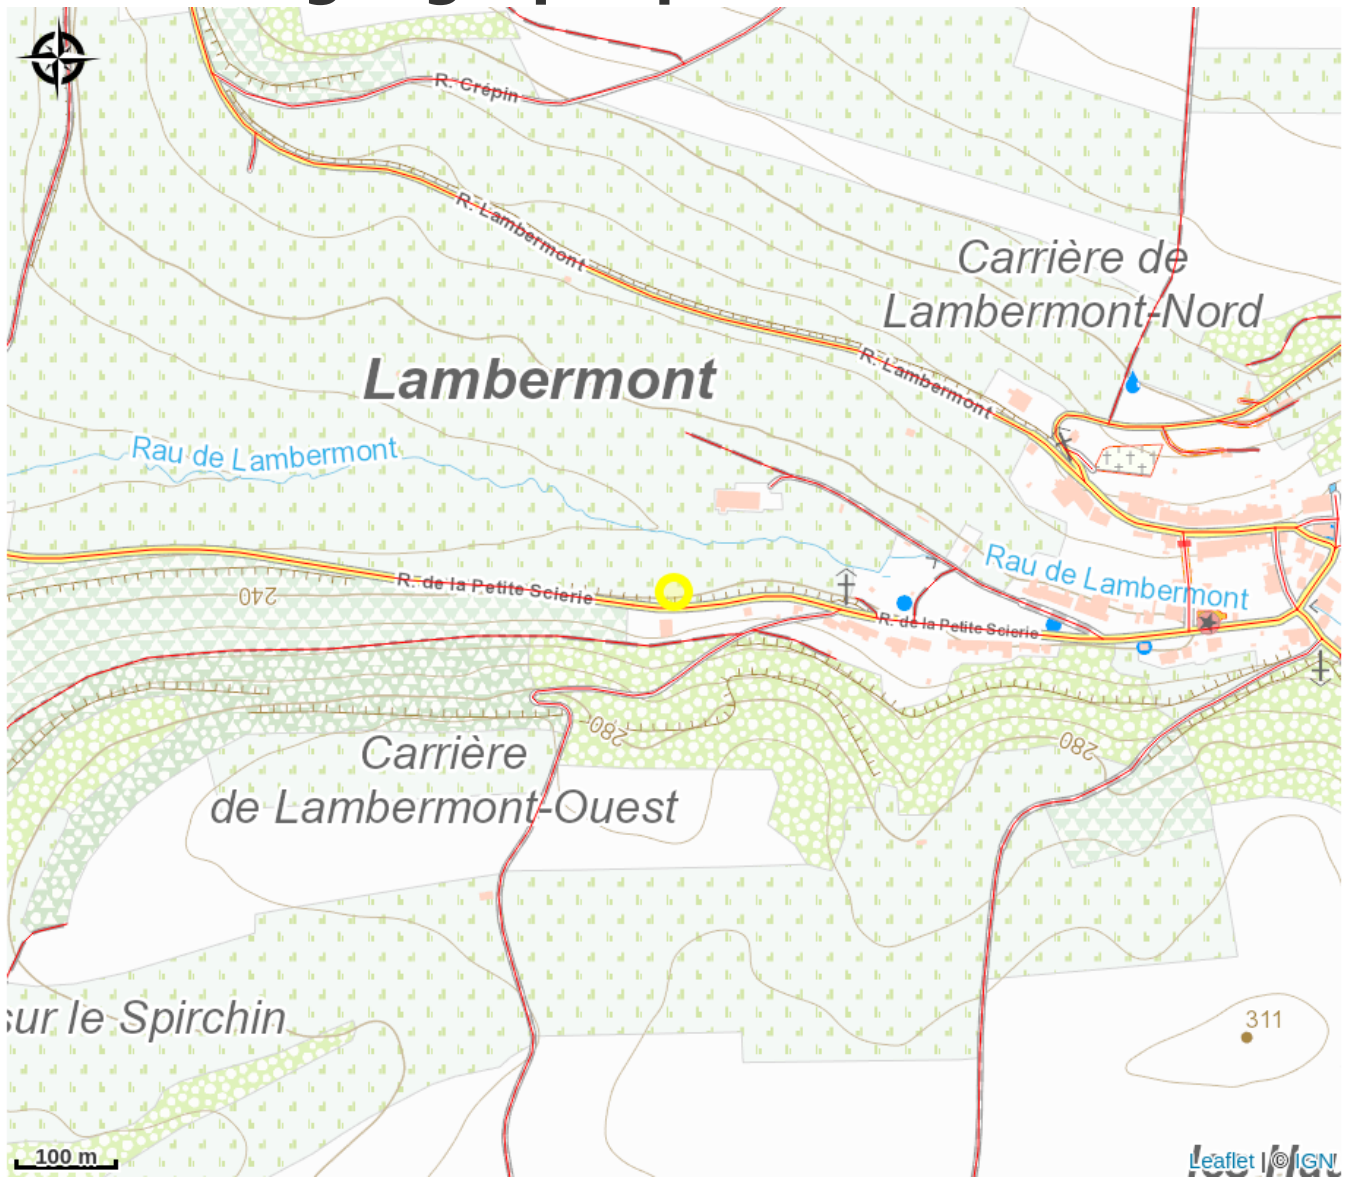 R. Crépin
R. Lambermont
Carrière de
Lambermont-Nord
R. Lambermont
Lambermont
Rau de Lambermont
Rau de Lambermont
R. de la Petite Scierie
240
R. de la Petite Scierie
280
280
Carrière
de Lambermont-Ouest
sur le Spirchin
311
100 m
Leaflet | © IGN